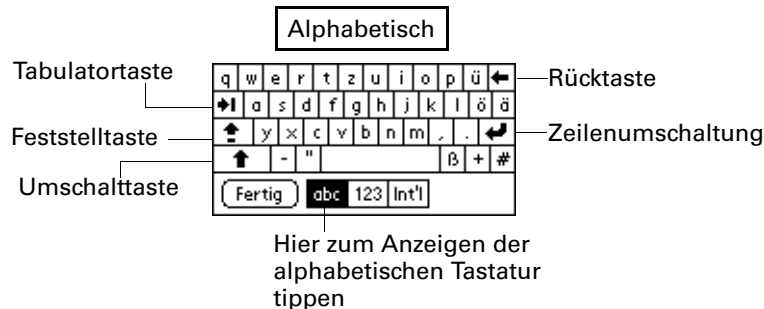 Alphabetisch
Tabulatortaste
Feststelltaste
Umschalttaste
q w e r t z u i o p ü
a s d f g h j k l ö ä
y x c v b n m , .
- " ß + #
Fertig abc 123 Int'l
Rücktaste
Zeilenumschaltung
Hier zum Anzeigen der
alphabetischen Tastatur
tippen